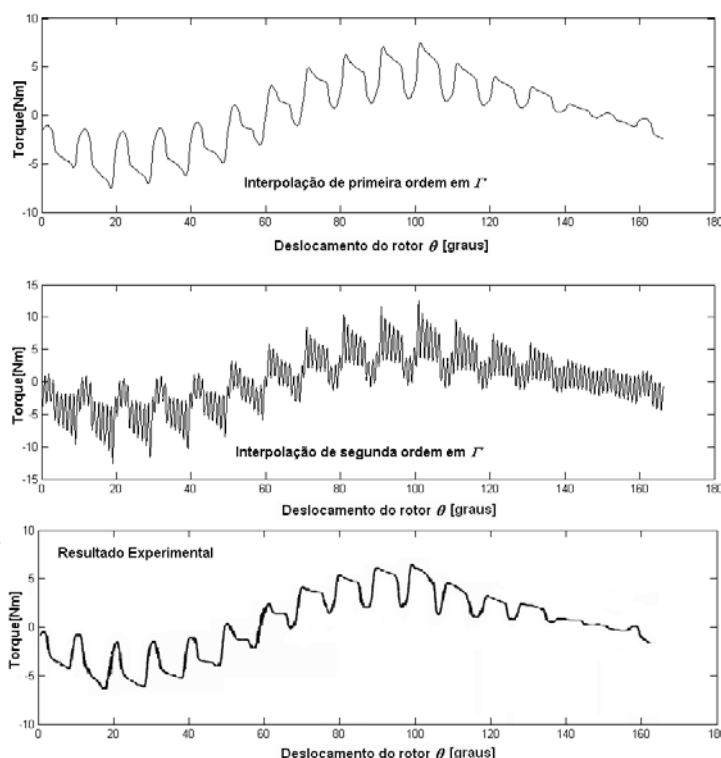 10
5
0
-5
-10
Torque[Nm]
Interpolação de primeira ordem em Γ
0 20 40 60 80 100 120 140 160 180
Deslocamento do rotor θ [graus]
15
10
5
0
-5
-10
-15
Torque[Nm]
Interpolação de segunda ordem em Γ
0 20 40 60 80 100 120 140 160 180
Deslocamento do rotor θ [graus]
10
5
0
-5
-10
Torque[Nm]
Resultado Experimental
0 20 40 60 80 100 120 140 160 180
Deslocamento do rotor θ [graus]